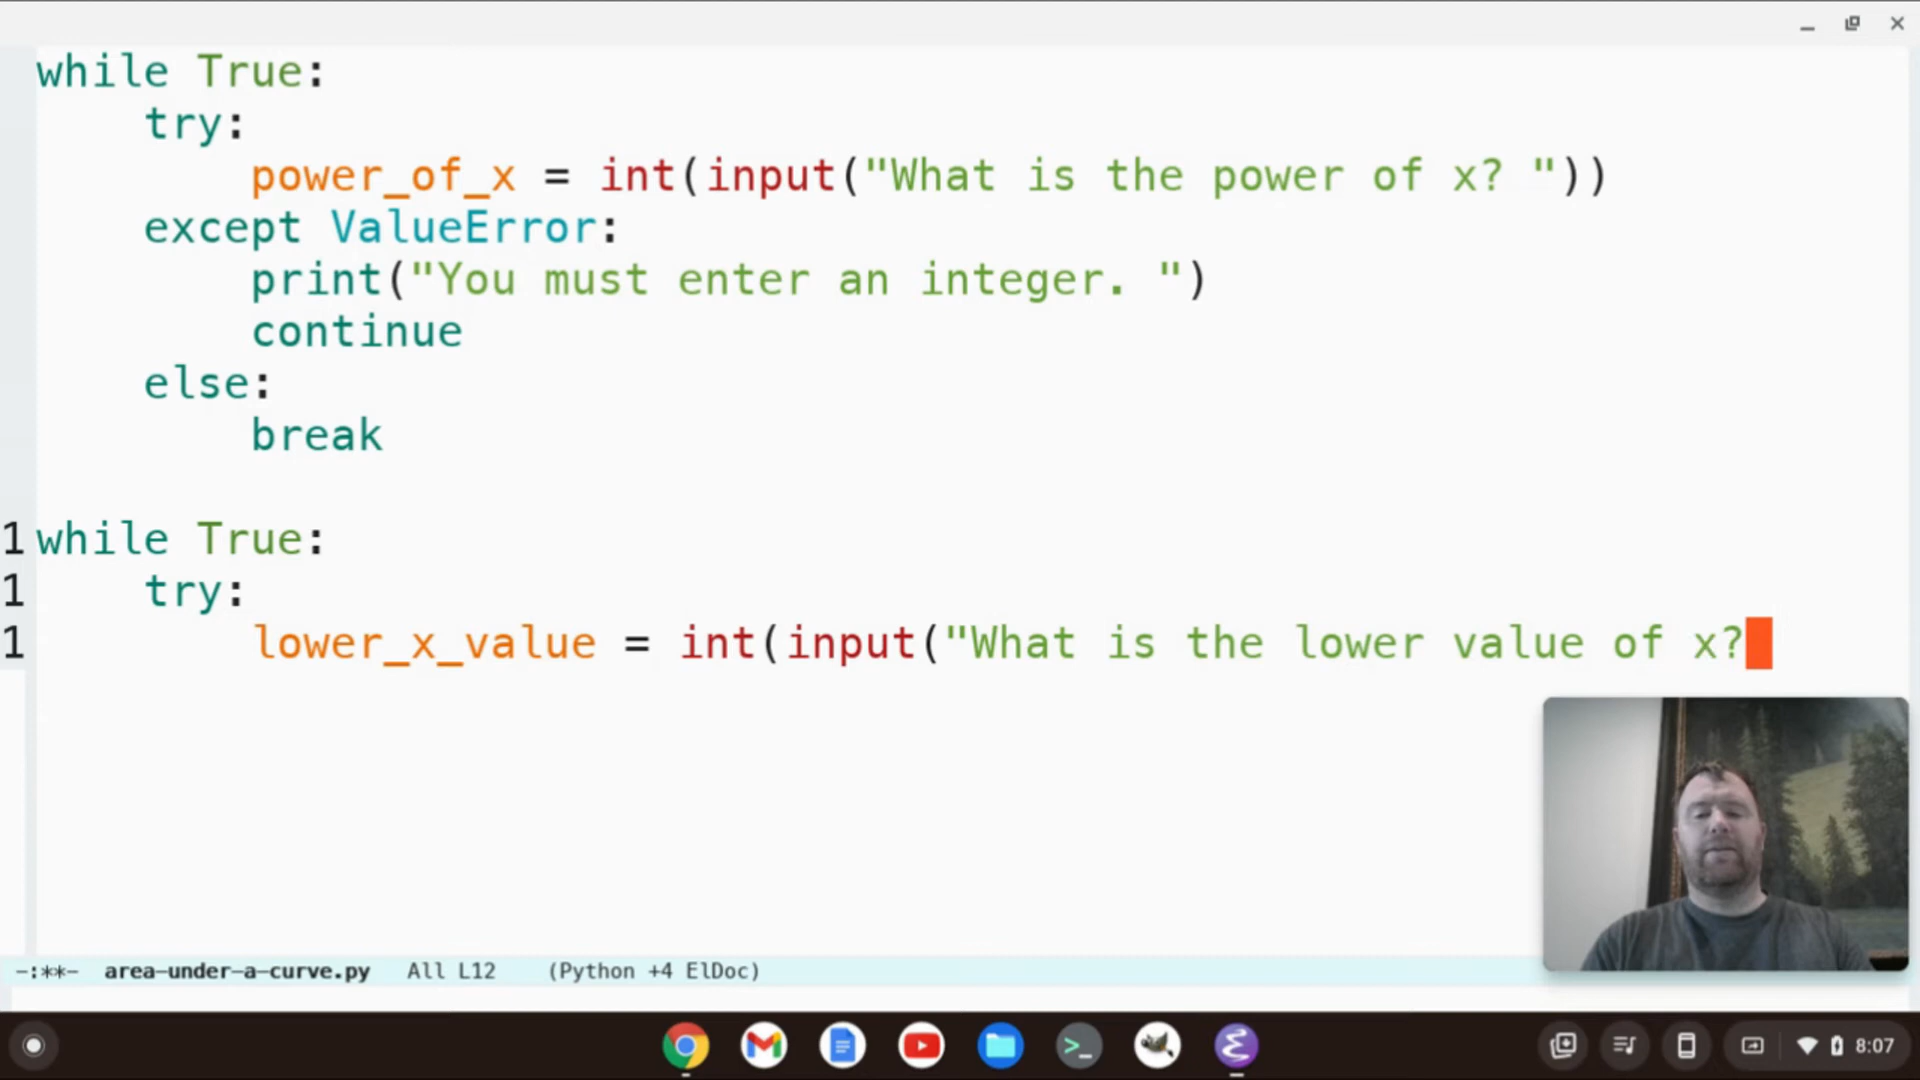 while True:
    try:
        power_of_x = int(input("What is the power of x? "))
    except ValueError:
        print("You must enter an integer. ")
        continue
    else:
        break
1while True:
1    try:
1        lower_x_value = int(input("What is the lower value of x?
-:**-  area-under-a-curve.py   All L12    (Python +4 ElDoc)
8:07